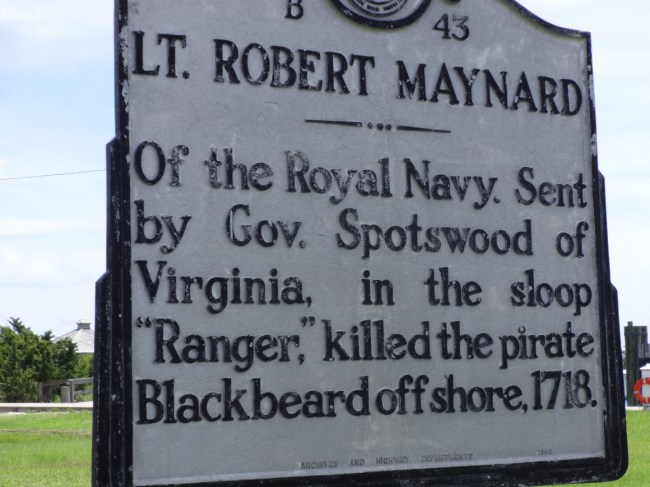 B 43
LT. ROBERT MAYNARD
Of the Royal Navy. Sent
by Gov. Spotswood of
Virginia, in the sloop
"Ranger," killed the pirate
Blackbeard off shore, 1718.
ARCHIVES AND HIGHWAY DEPARTMENTS